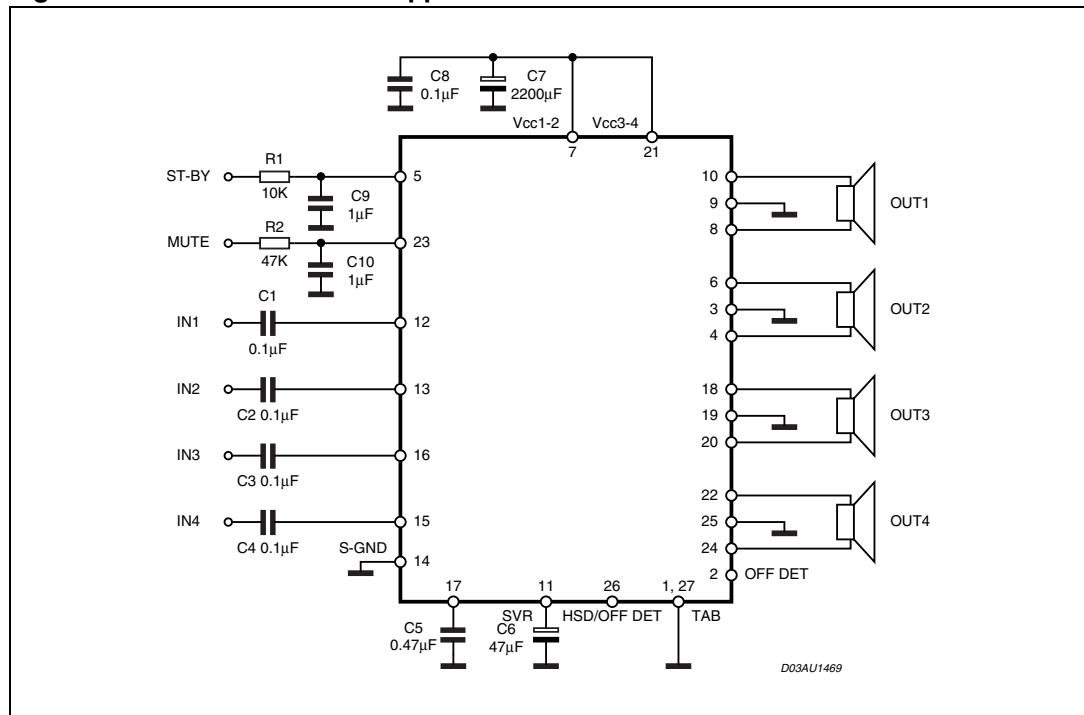 C8
0.1µF
C7
2200µF
Vcc1-2
Vcc3-4
7
21
ST-BY
R1
10K
C9
1µF
5
MUTE
R2
47K
C10
1µF
23
IN1
C1
0.1µF
12
IN2
C2 0.1µF
13
IN3
C3 0.1µF
16
IN4
C4 0.1µF
15
S-GND
14
10
9
8
OUT1
6
3
4
OUT2
18
19
20
OUT3
22
25
24
OUT4
2
OFF DET
17
11
26
1, 27
SVR
HSD/OFF DET
TAB
C5
0.47µF
C6
47µF
D03AU1469